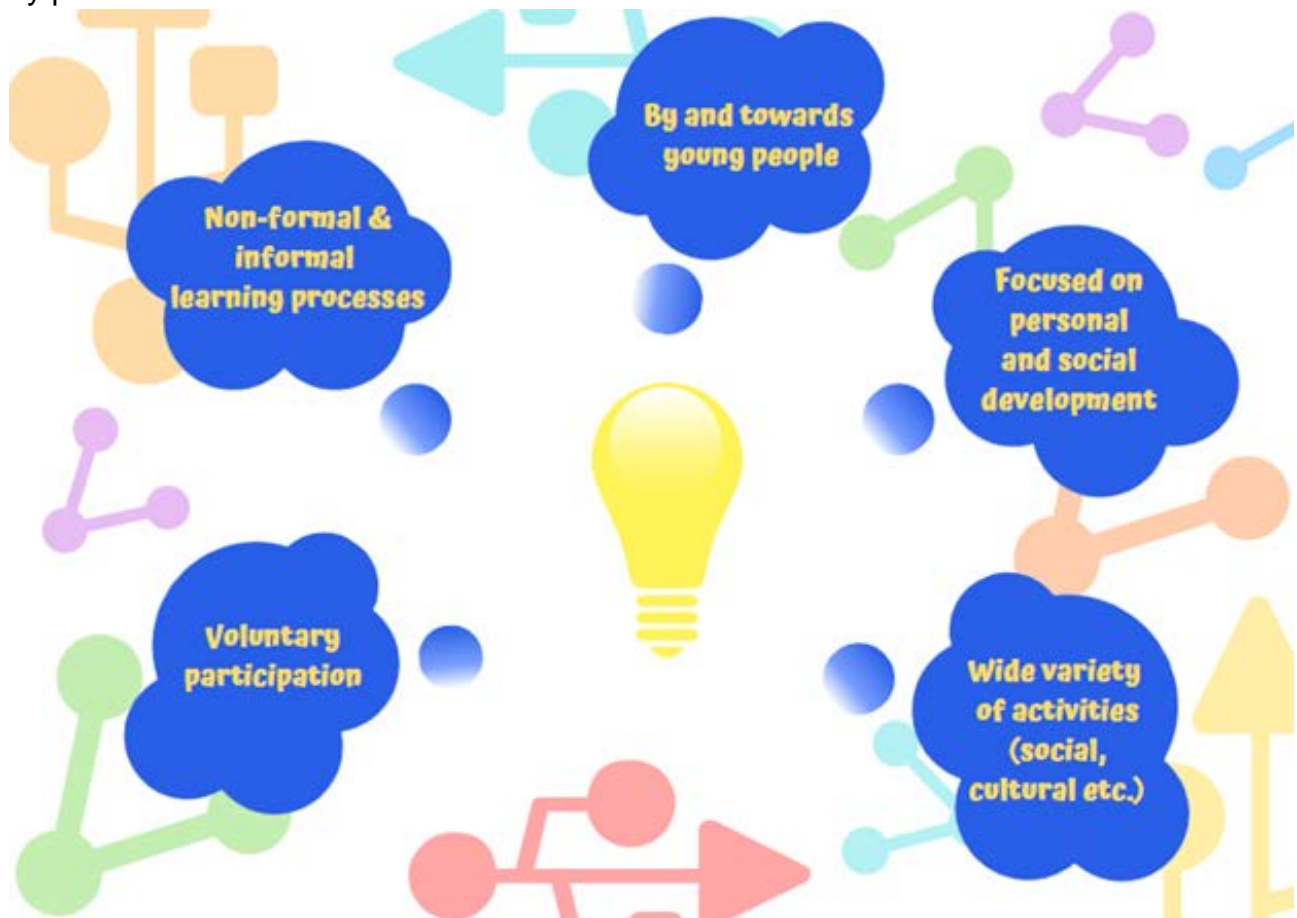 By and towards
young people
Non-formal &
informal
learning processes
Focused on
personal
and social
development
Voluntary
participation
Wide variety
of activities
(social,
cultural etc.)